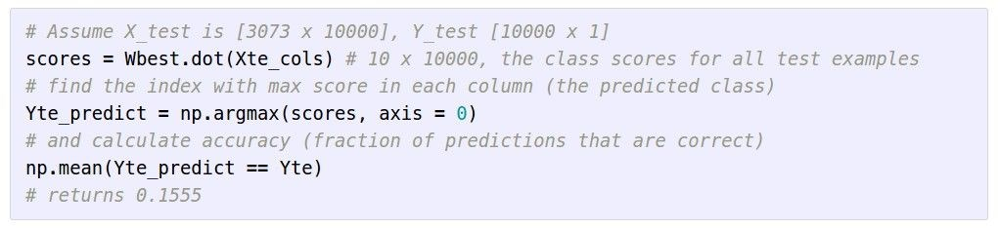 # Assume X_test is [3073 x 10000], Y_test [10000 x 1]
scores = Wbest.dot(Xte_cols) # 10 x 10000, the class scores for all test examples
# find the index with max score in each column (the predicted class)
Yte_predict = np.argmax(scores, axis = 0)
# and calculate accuracy (fraction of predictions that are correct)
np.mean(Yte_predict == Yte)
# returns 0.1555